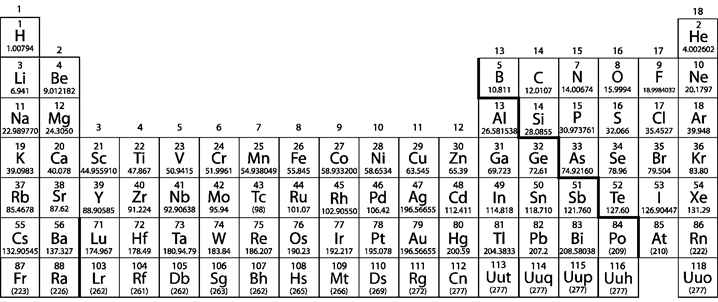 1 18
1 2
H He
1.00794 2 13 14 15 16 17 4.002602
3 4 5 6 7 8 9 10
Li Be B C N O F Ne
6.941 9.012182 10.811 12.0107 14.00674 15.9994 18.9984032 20.1797
11 12 13 14 15 16 17 18
Na Mg Al Si P S Cl Ar
22.989770 24.3050 3 4 5 6 7 8 9 10 11 12 26.581538 28.0855 30.973761 32.066 35.4527 39.948
19 20 21 22 23 24 25 26 27 28 29 30 31 32 33 34 35 36
K Ca Sc Ti V Cr Mn Fe Co Ni Cu Zn Ga Ge As Se Br Kr
39.0983 40.078 44.955910 47.867 50.9415 51.9961 54.938049 55.845 58.933200 58.6534 63.545 65.39 69.723 72.61 74.92160 78.96 79.504 83.80
37 38 39 40 41 42 43 44 45 46 47 48 49 50 51 52 53 54
Rb Sr Y Zr Nb Mo Tc Ru Rh Pd Ag Cd In Sn Sb Te I Xe
85.4678 87.62 88.90585 91.224 92.90638 95.94 (98) 101.07 102.90550 106.42 196.56655 112.411 114.818 118.710 121.760 127.60 126.90447 131.29
55 56 71 72 73 74 75 76 77 78 79 80 81 82 83 84 85 86
Cs Ba Lu Hf Ta W Re Os Ir Pt Au Hg Tl Pb Bi Po At Rn
132.90545 137.327 174.967 178.49 180.94.79 183.84 186.207 190.23 192.217 195.078 196.56655 200.59 204.3833 207.2 208.58038 (209) (210) (222)
87 88 103 104 105 106 107 108 109 110 111 112 113 114 115 116 118
Fr Ra Lr Rf Db Sg Bh Hs Mt Ds Rg Cn Uut Uuq Uup Uuh Uuo
(223) (226) (262) (261) (262) (263) (262) (265) (266) (269) (272) (277) (277) (277) (277) (277) (277)